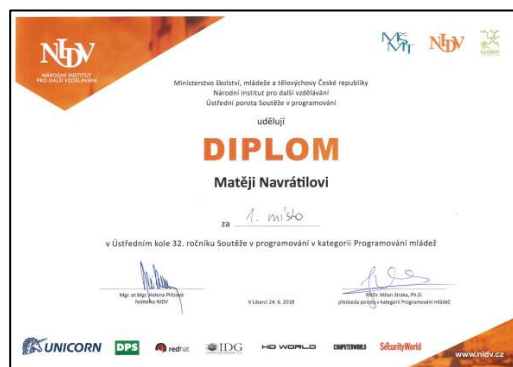 NIDV
NÁRODNÍ INSTITUT
PRO DALŠÍ VZDĚLÁVÁNÍ
MŠMT
NIDV
Ministerstvo školství, mládeže a tělovýchovy České republiky
Národní institut pro další vzdělávání
Ústřední porota Soutěže v programování
udělují
DIPLOM
Matěji Navrátilovi
za 1. místo
v Ústředním kole 32. ročníku Soutěže v programování v kategorii Programování mládež
Mgr. et Mgr. Helena Plitzová
ředitelka NIDV
V Liberci 24. 6. 2018
RNDr. Milan Straka, Ph.D.
předseda poroty v kategorii Programování mládež
UNICORN
DPS
redhat
IDG
HD WORLD
COMPUTERWORLD
SecurityWorld
www.nidv.cz